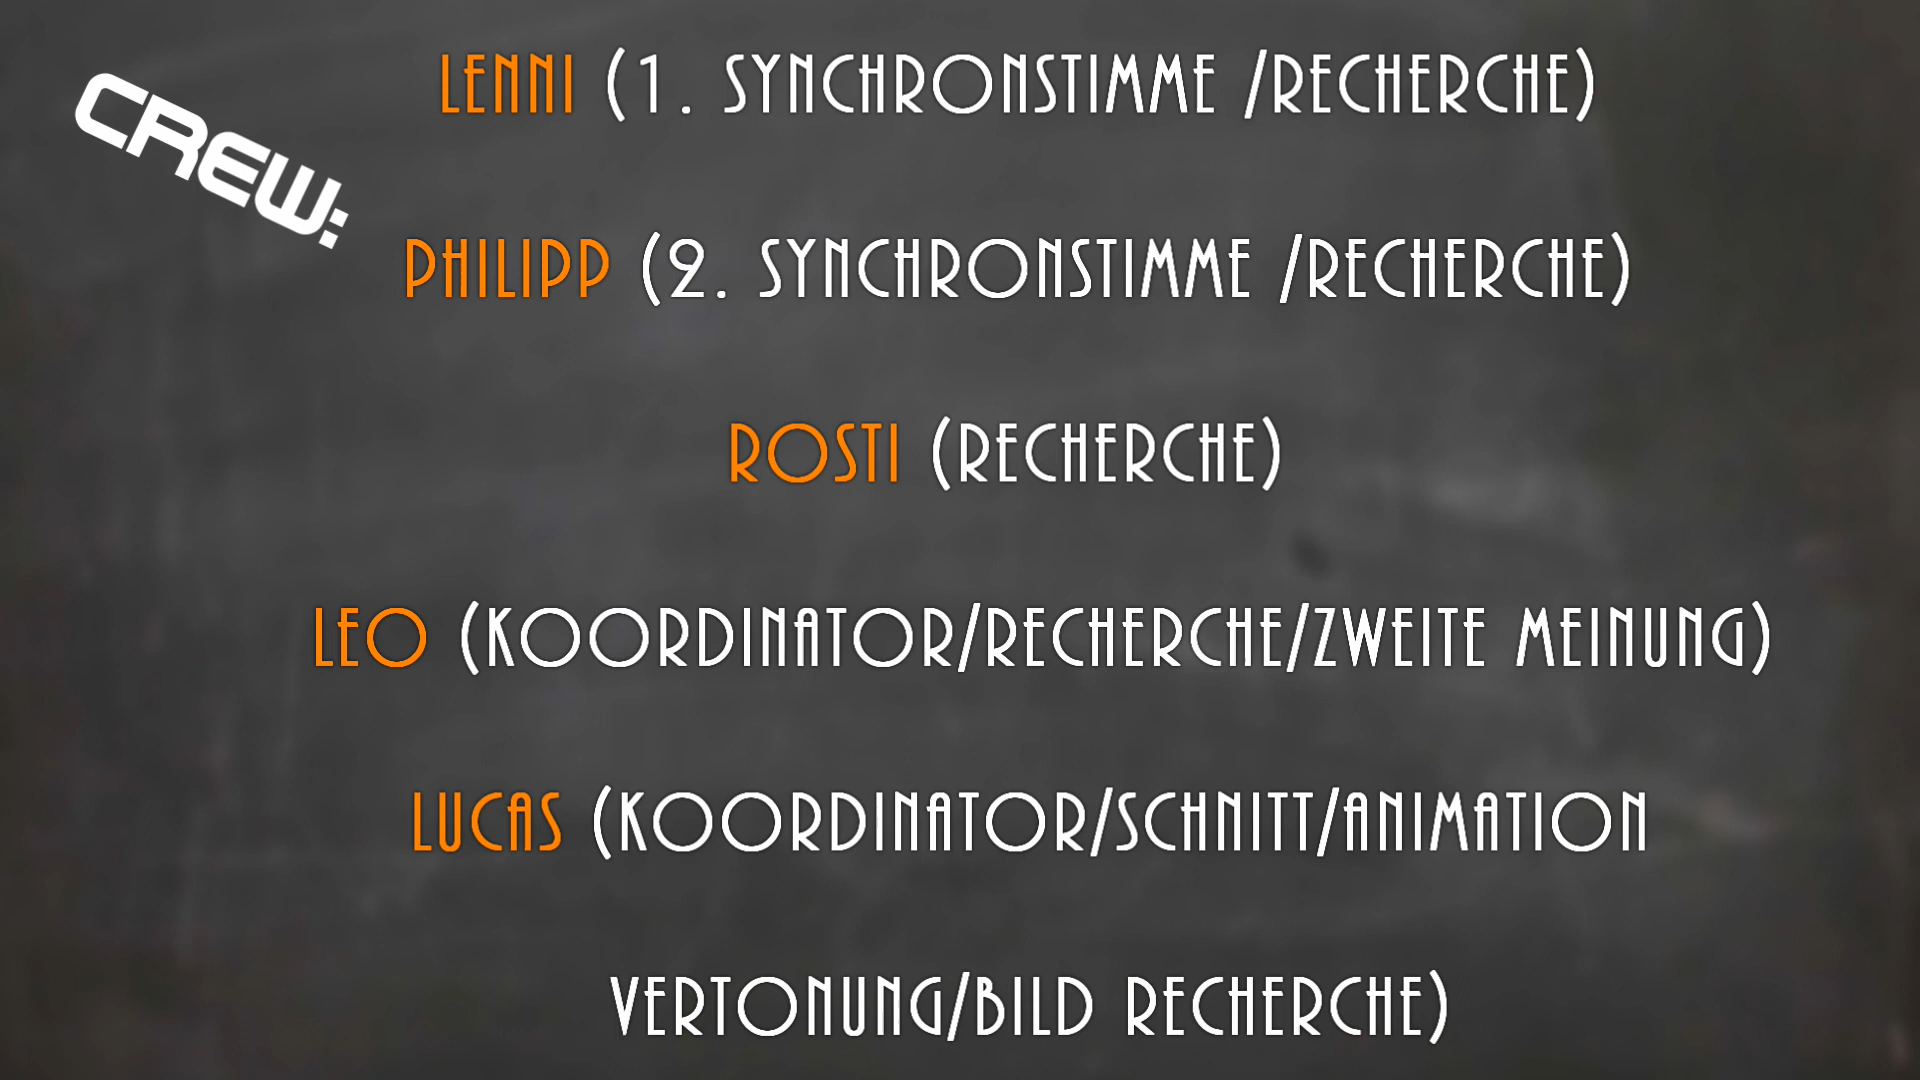 CREW:
LENNI (1. SYNCHRONSTIMME /RECHERCHE)
PHILIPP (2. SYNCHRONSTIMME /RECHERCHE)
ROSTI (RECHERCHE)
LEO (KOORDINATOR/RECHERCHE/ZWEITE MEINUNG)
LUCAS (KOORDINATOR/SCHNITT/ANIMATION
VERTONUNG/BILD RECHERCHE)